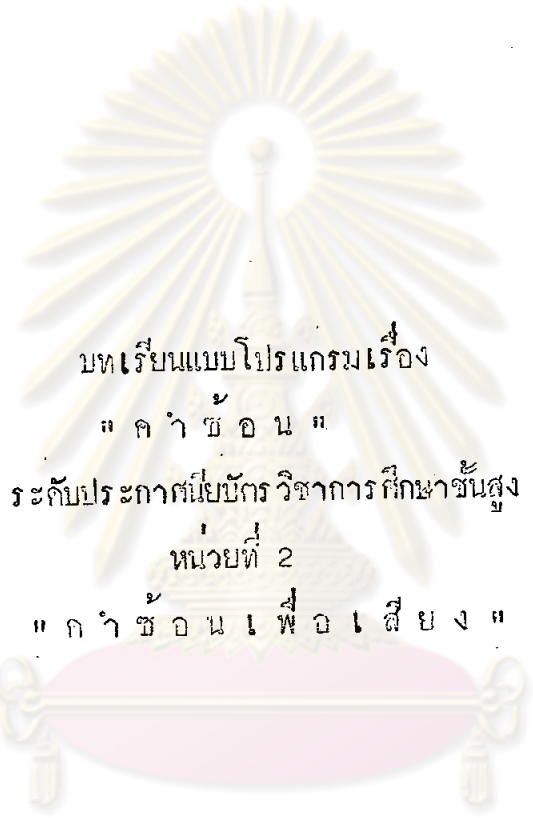 บทเรียนแบบโปรแกรมเรื่อง
"คำซ้อน"
ระดับประกาศนียบัตรวิชาการศึกษาชั้นสูง
หน่วยที่ 2
"คำซ้อนเพื่อเสียง"